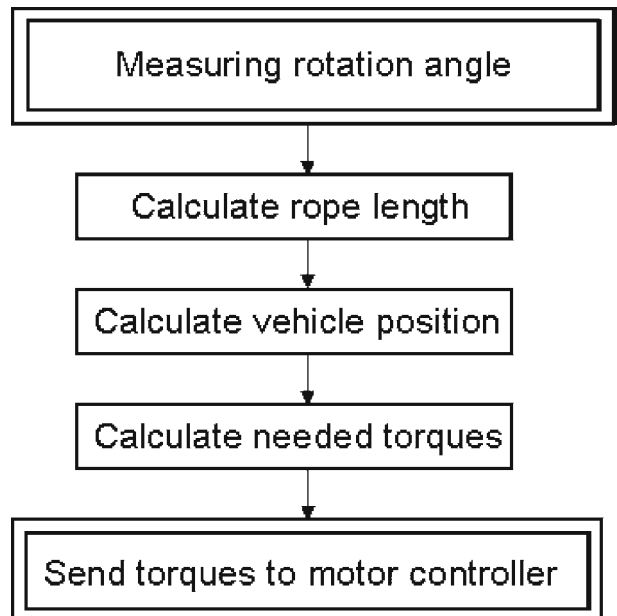 Measuring rotation angle
Calculate rope length
Calculate vehicle position
Calculate needed torques
Send torques to motor controller